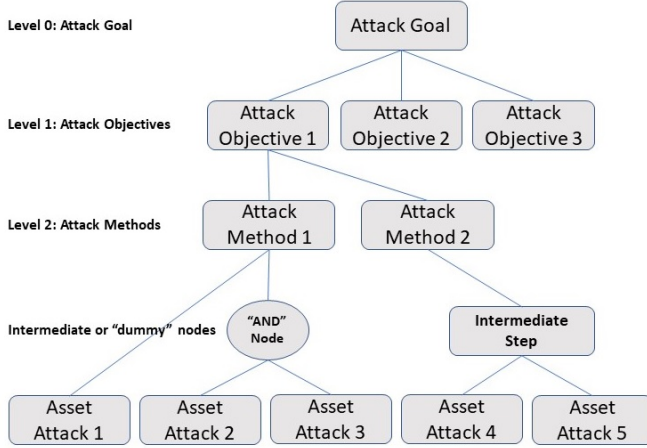 Level 0: Attack Goal
Attack Goal
Level 1: Attack Objectives
Attack
Objective 1
Attack
Objective 2
Attack
Objective 3
Level 2: Attack Methods
Attack
Method 1
Attack
Method 2
Intermediate or “dummy” nodes
“AND”
Node
Intermediate
Step
Asset
Attack 1
Asset
Attack 2
Asset
Attack 3
Asset
Attack 4
Asset
Attack 5